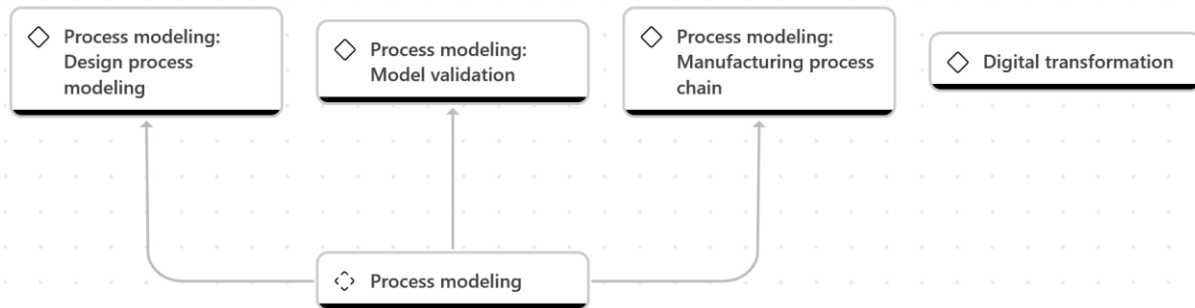 Process modeling:
Design process
modeling
Process modeling:
Model validation
Process modeling:
Manufacturing process
chain
Digital transformation
Process modeling